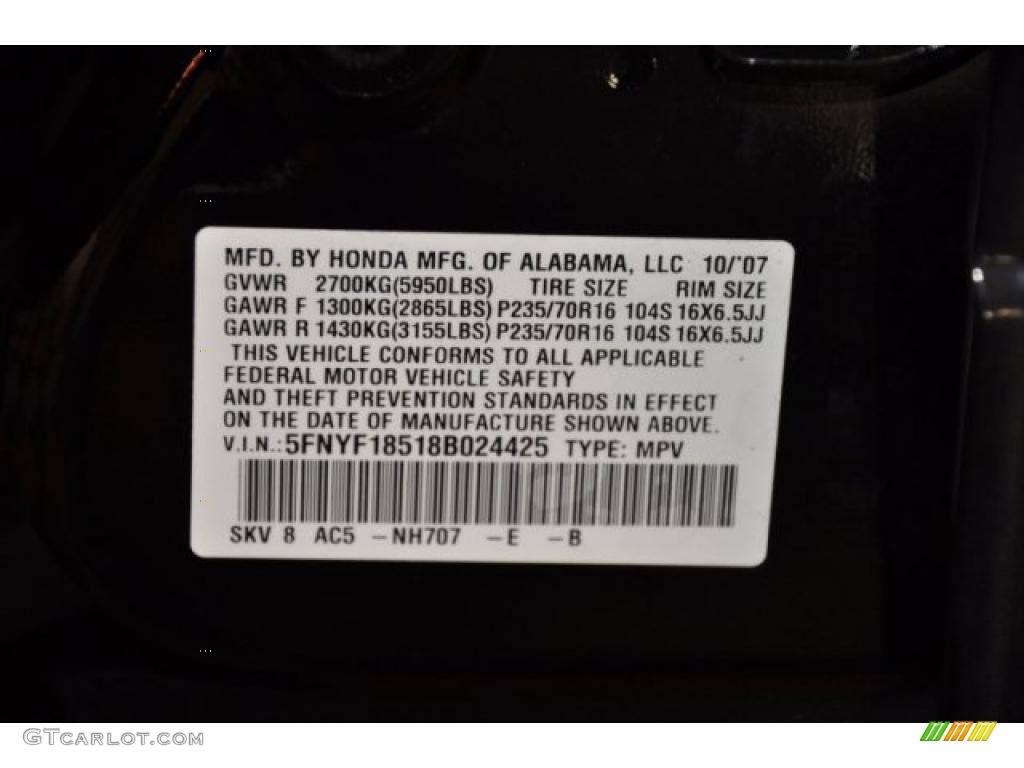 MFD. BY HONDA MFG. OF ALABAMA, LLC 10/'07
GVWR 2700KG(5950LBS) TIRE SIZE RIM SIZE
GAWR F 1300KG(2865LBS) P235/70R16 104S 16X6.5JJ
GAWR R 1430KG(3155LBS) P235/70R16 104S 16X6.5JJ
THIS VEHICLE CONFORMS TO ALL APPLICABLE
FEDERAL MOTOR VEHICLE SAFETY
AND THEFT PREVENTION STANDARDS IN EFFECT
ON THE DATE OF MANUFACTURE SHOWN ABOVE.
V.I.N.:5FNYF18518B024425 TYPE: MPV
SKV 8 AC5 -NH707 -E -B
GTCARLOT.COM